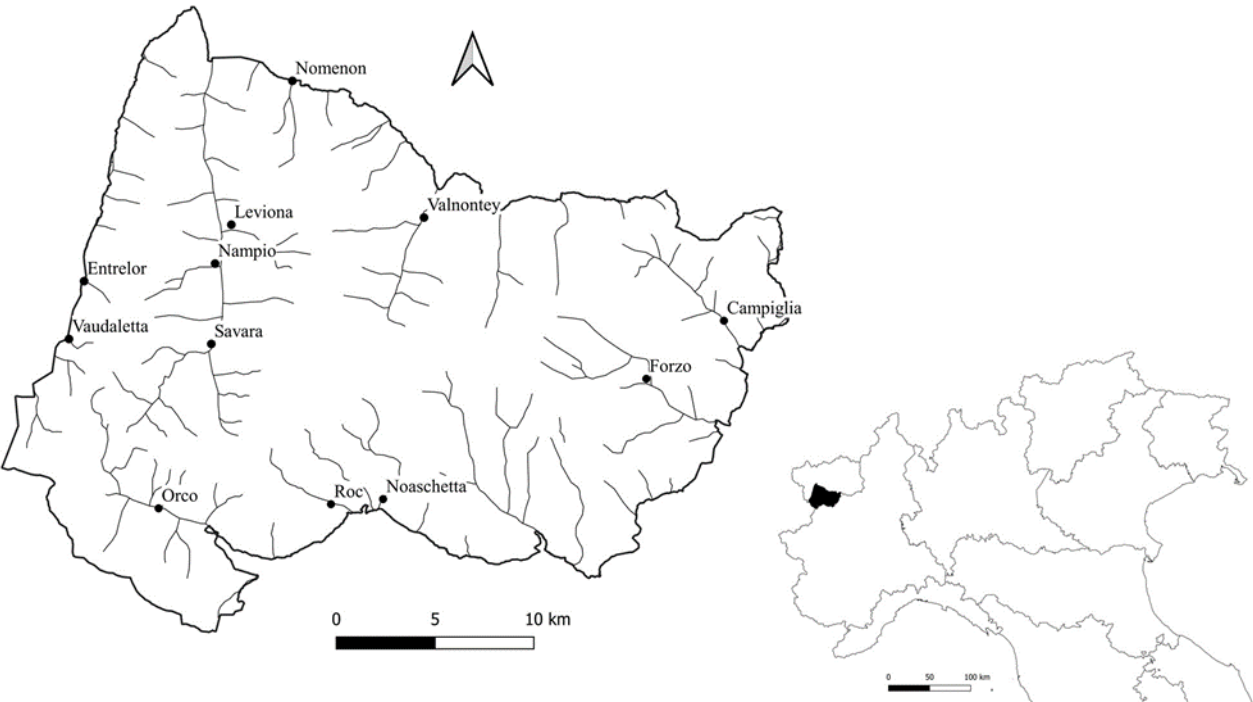 Nomenon
Valnontey
Leviona
Nampio
Entrelor
Campiglia
Vaudaletta
Savara
Forzo
Orco
Roc
Noaschetta
0 5 10 km
0 50 100 km